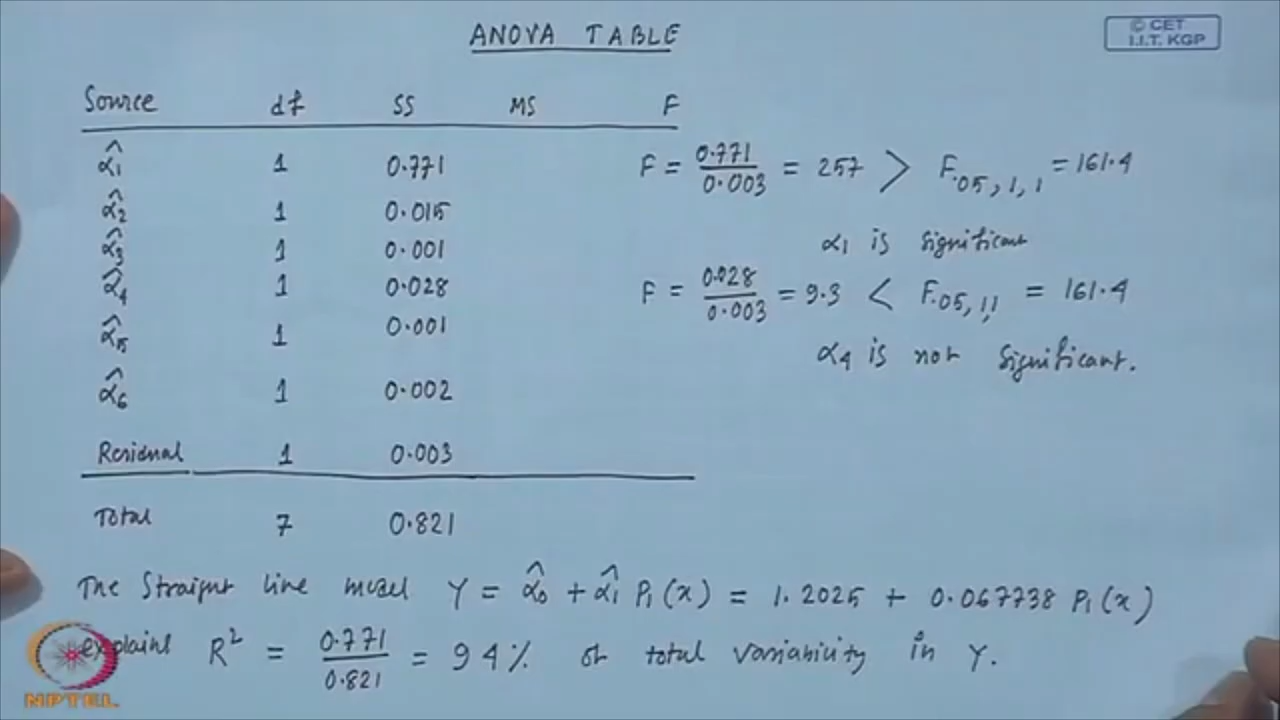 ANOVA TABLE
© CET
I.I.T. KGP
Source df SS MS F
α̂1 1 0.771 F = 0.771/0.003 = 257 > F.05,1,1 = 161.4
α̂2 1 0.015
α1 is significant
α̂3 1 0.001
α̂4 1 0.028 F = 0.028/0.003 = 9.3 < F.05,1,1 = 161.4
α̂5 1 0.001
α4 is not significant.
α̂6 1 0.002
Residual 1 0.003
Total 7 0.821
The Straight line model Y = α̂0 + α̂1 P1(x) = 1.2025 + 0.067738 P1(x)
explains R² = 0.771/0.821 = 94% of total variability in Y.
NPTEL